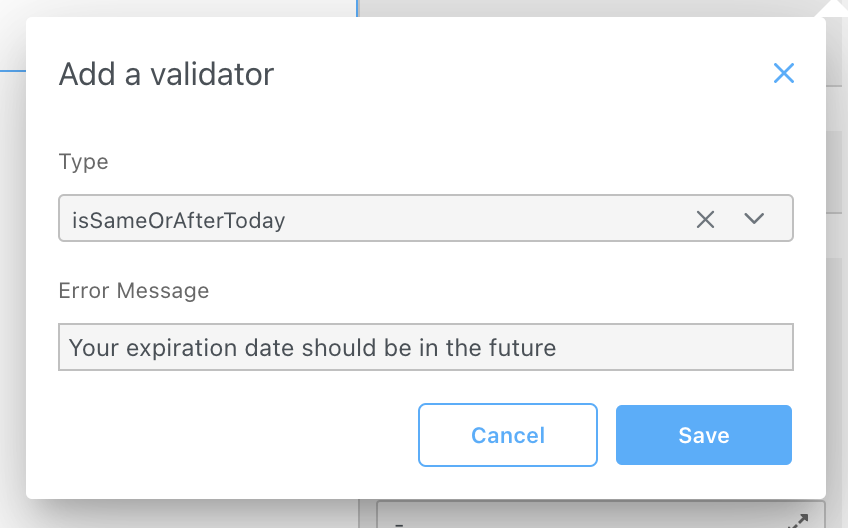 Add a validator
Type
isSameOrAfterToday
Error Message
Your expiration date should be in the future
Cancel
Save
-